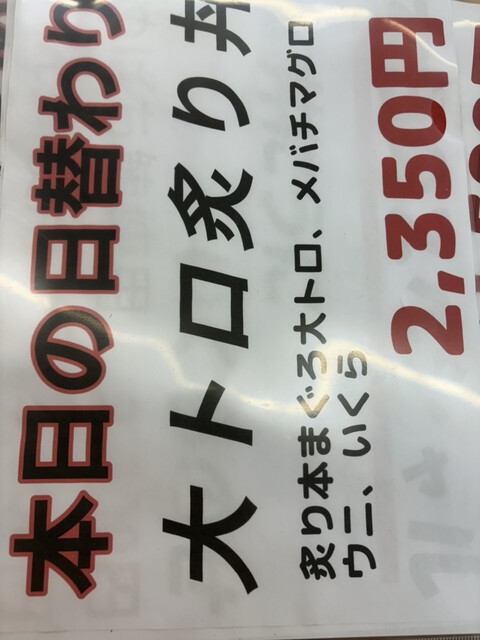 本日の日替わり
大トロ炙り丼
炙り本まぐろ大トロ、メバチマグロ
ウニ、いくら
2,350円